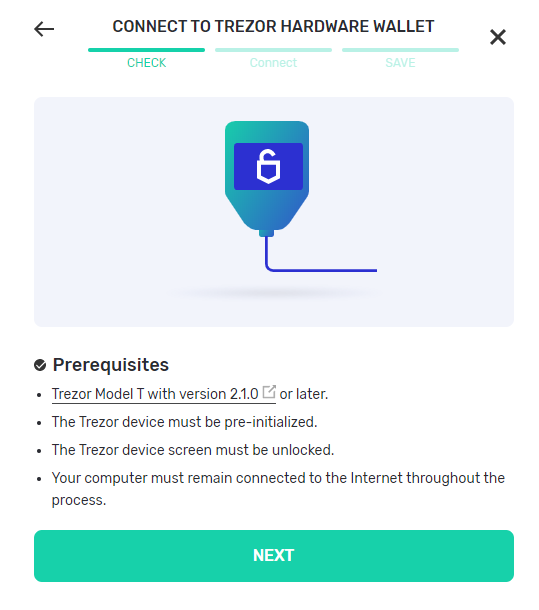 CONNECT TO TREZOR HARDWARE WALLET
CHECK
Connect
SAVE
Prerequisites
Trezor Model T with version 2.1.0 or later.
The Trezor device must be pre-initialized.
The Trezor device screen must be unlocked.
Your computer must remain connected to the Internet throughout the
process.
NEXT